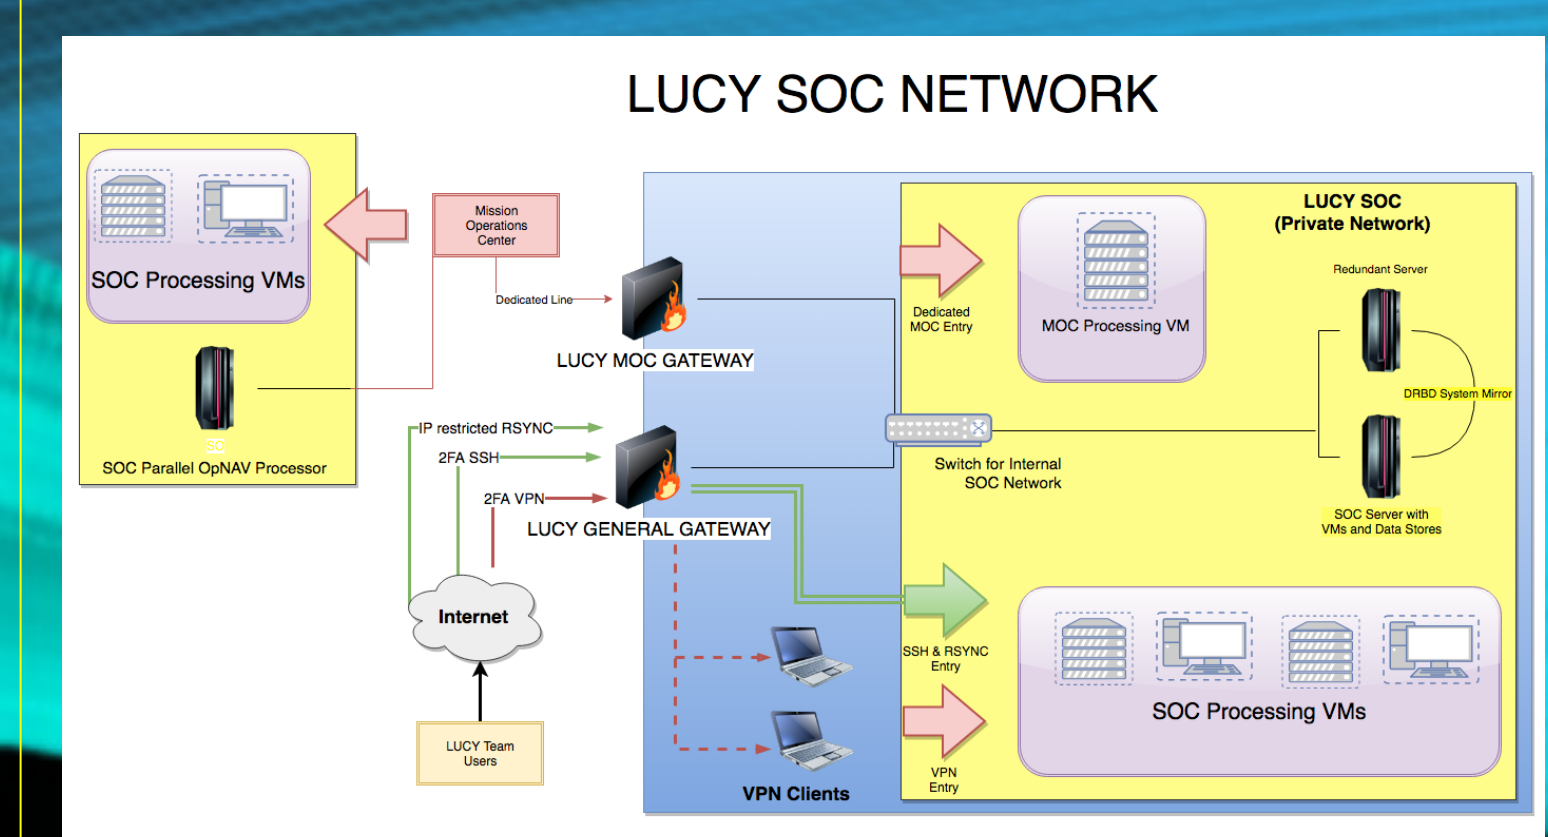 LUCY SOC NETWORK
SOC Processing VMs
SOC Parallel OpNAV Processor
Mission
Operations
Center
Dedicated Line
LUCY MOC GATEWAY
IP restricted RSYNC
2FA SSH
2FA VPN
LUCY GENERAL GATEWAY
Internet
LUCY Team
Users
VPN Clients
LUCY SOC
(Private Network)
Dedicated
MOC Entry
MOC Processing VM
Redundant Server
DRBD System Mirror
Switch for Internal
SOC Network
SOC Server with
VMs and Data Stores
SSH & RSYNC
Entry
SOC Processing VMs
VPN
Entry